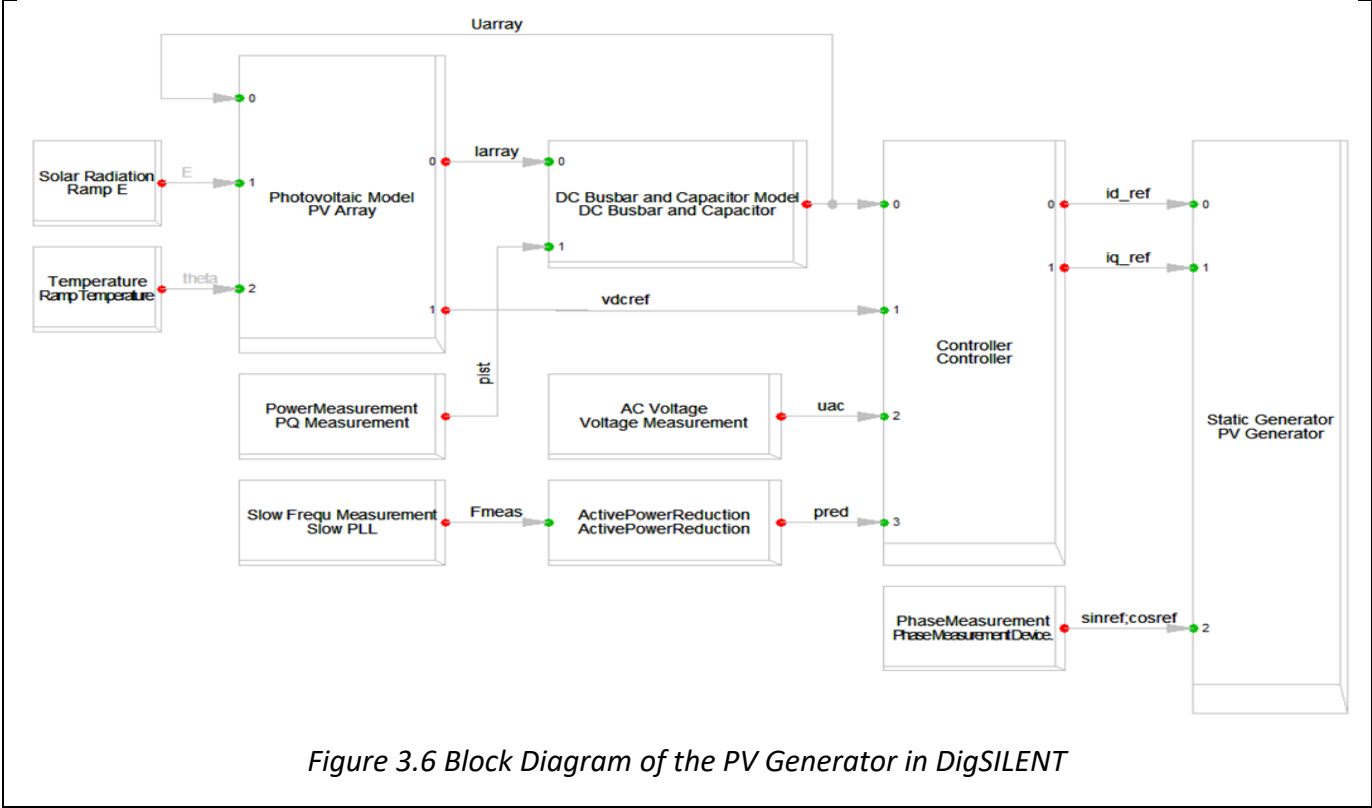 Uarray
0
Solar Radiation
Ramp E
E
1
Temperature
Ramp Temperature
theta
2
Photovoltaic Model
PV Array
0
Iarray
0
DC Busbar and Capacitor Model
DC Busbar and Capacitor
1
1
vdcref
pist
PowerMeasurement
PQ Measurement
AC Voltage
Voltage Measurement
uac
Slow Frequ Measurement
Slow PLL
Fmeas
ActivePowerReduction
ActivePowerReduction
pred
0
1
2
3
Controller
Controller
0
id_ref
0
1
iq_ref
1
Static Generator
PV Generator
PhaseMeasurement
Phase Measurement Device.
sinref;cosref
2
Figure 3.6 Block Diagram of the PV Generator in DigSILENT